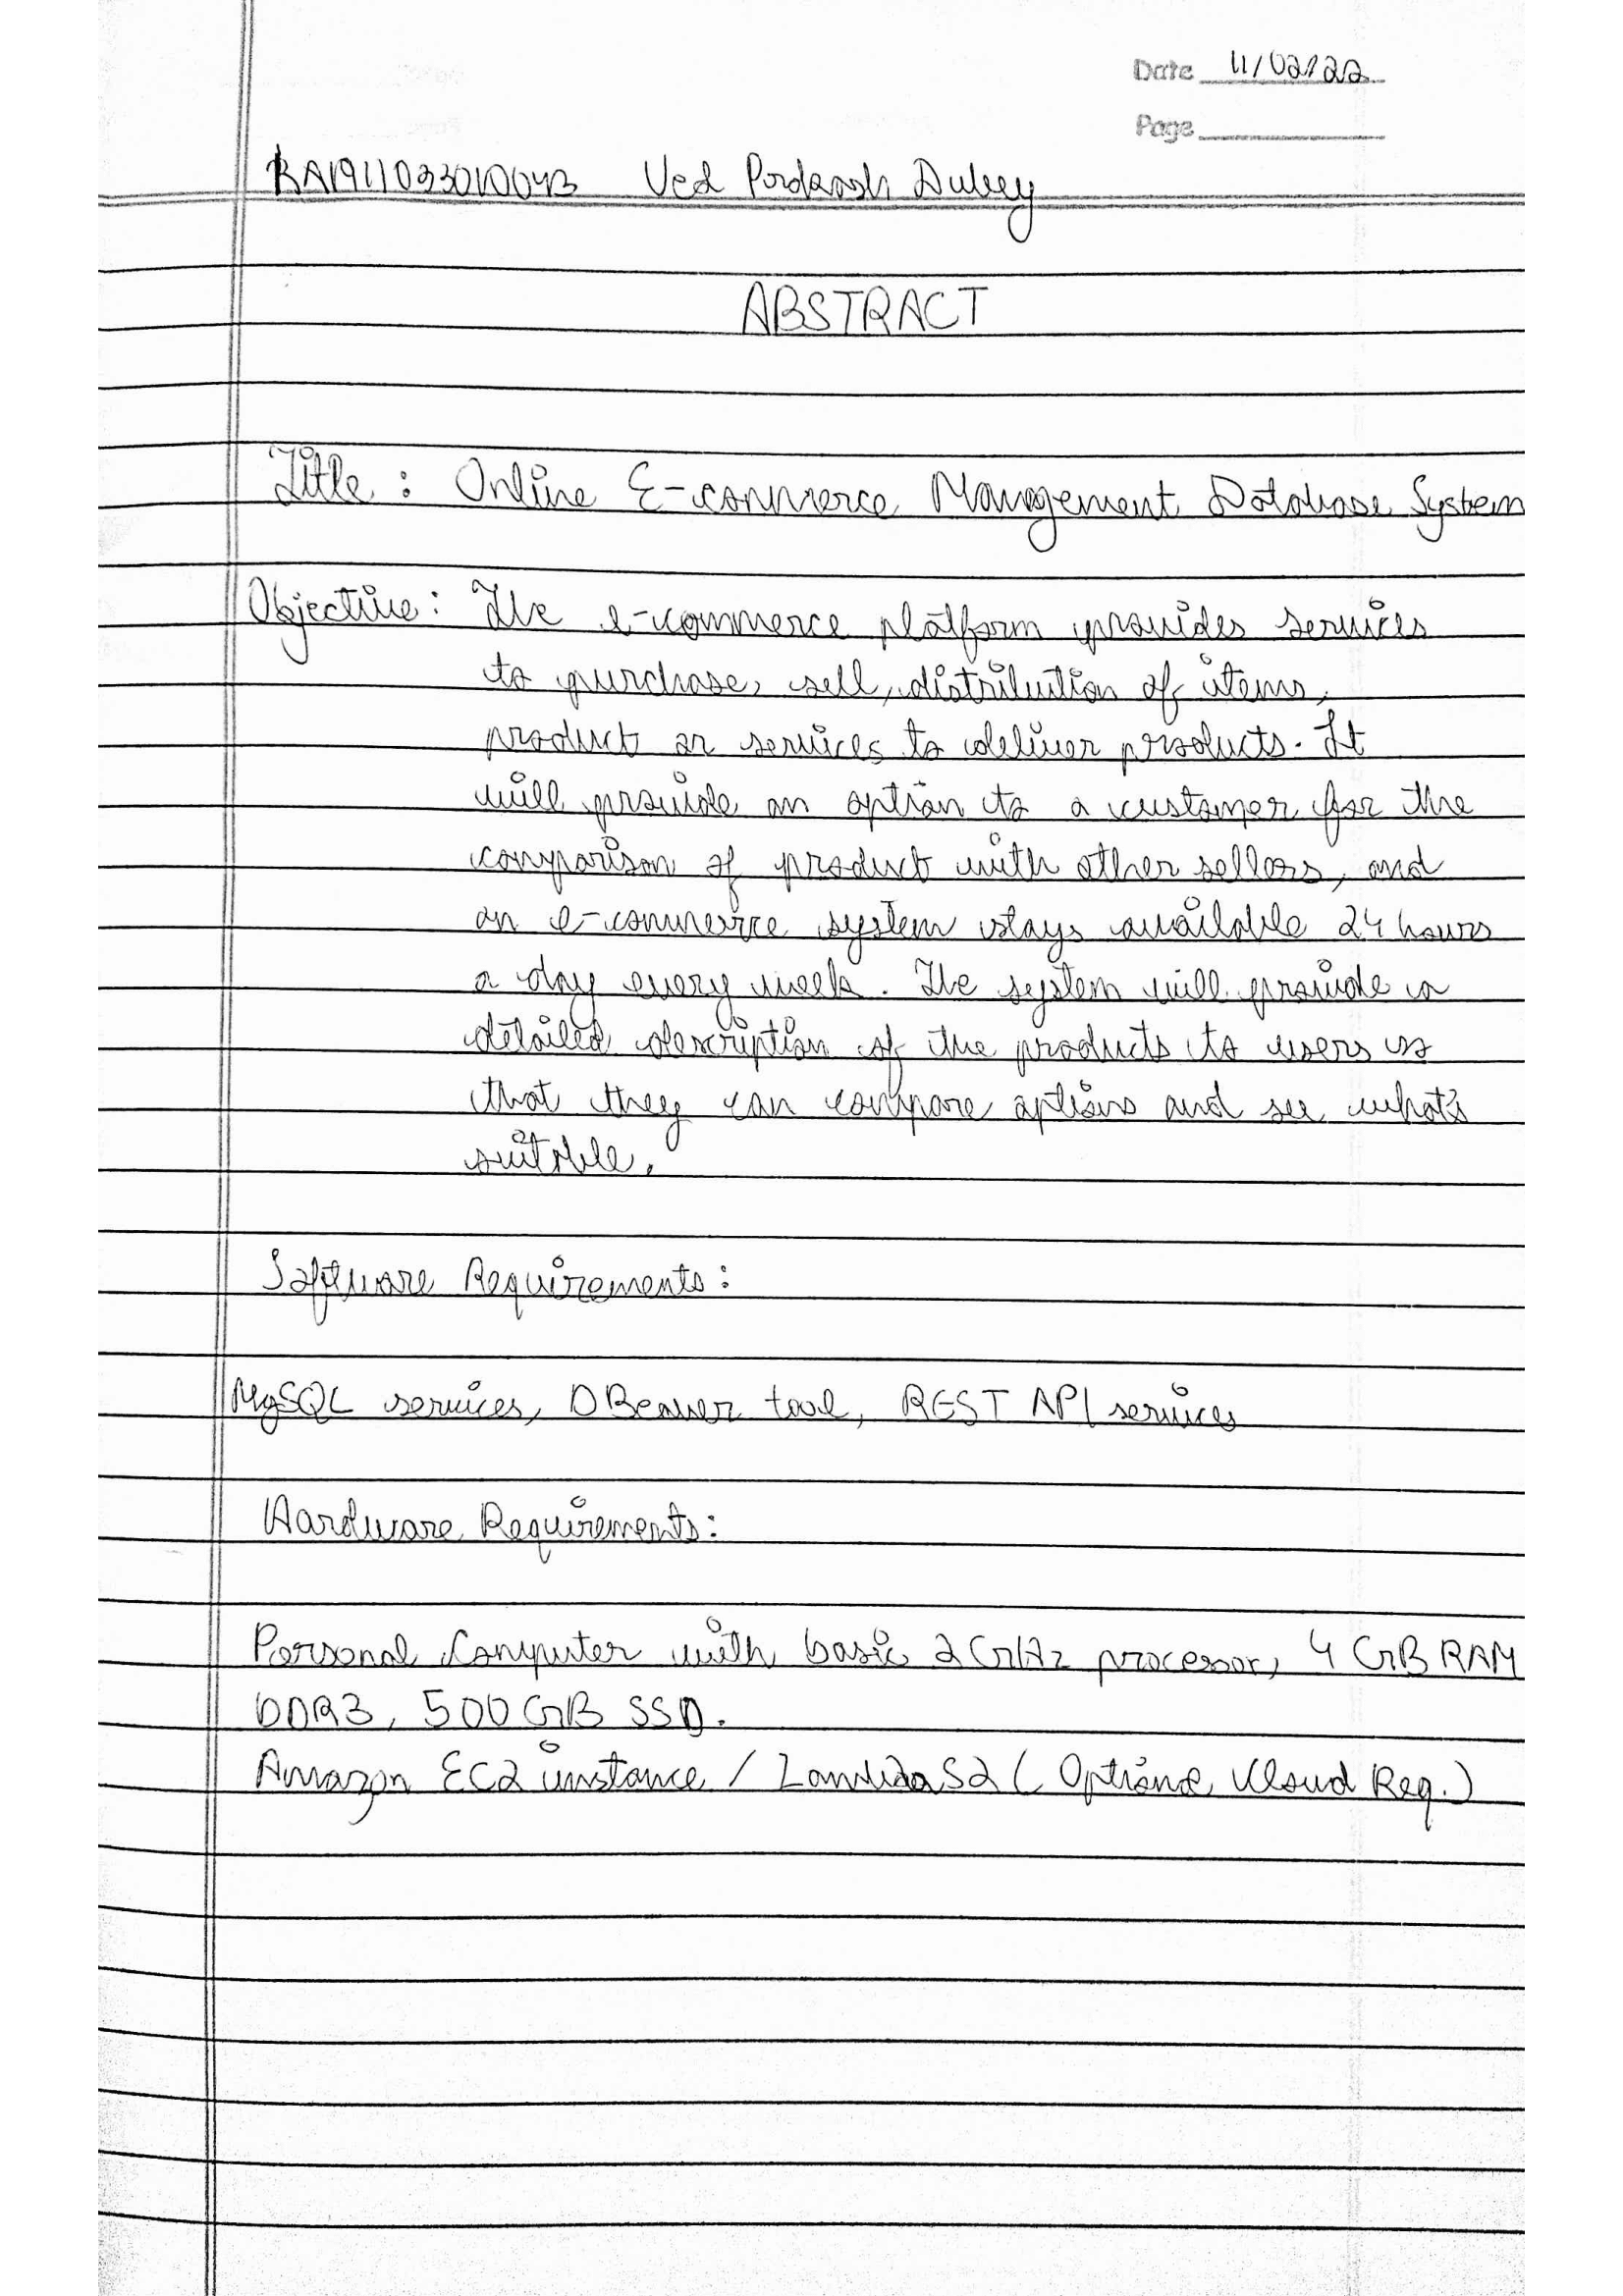 Date 11/02/22
Page
RA1911033010043 Ved Prakash Dubey
ABSTRACT
Title : Online E-commerce Management Database System
Objective : The e-commerce platform provides services
to purchase, sell, distribution of items,
product or services to deliver products. It
will provide an option to a customer for the
comparison of product with other sellers, and
an e-commerce system stays available 24 hours
a day every week. The system will provide a
detailed description of the products to users so
that they can compare options and see what's
suitable.
Software Requirements :
MySQL services, DBeaver tool, REST API services
Hardware Requirements :
Personal Computer with basic 2 GHz processor, 4 GB RAM
DDR3, 500 GB SSD.
Amazon EC2 instance / Lambda S2 ( Optional Cloud Req.)